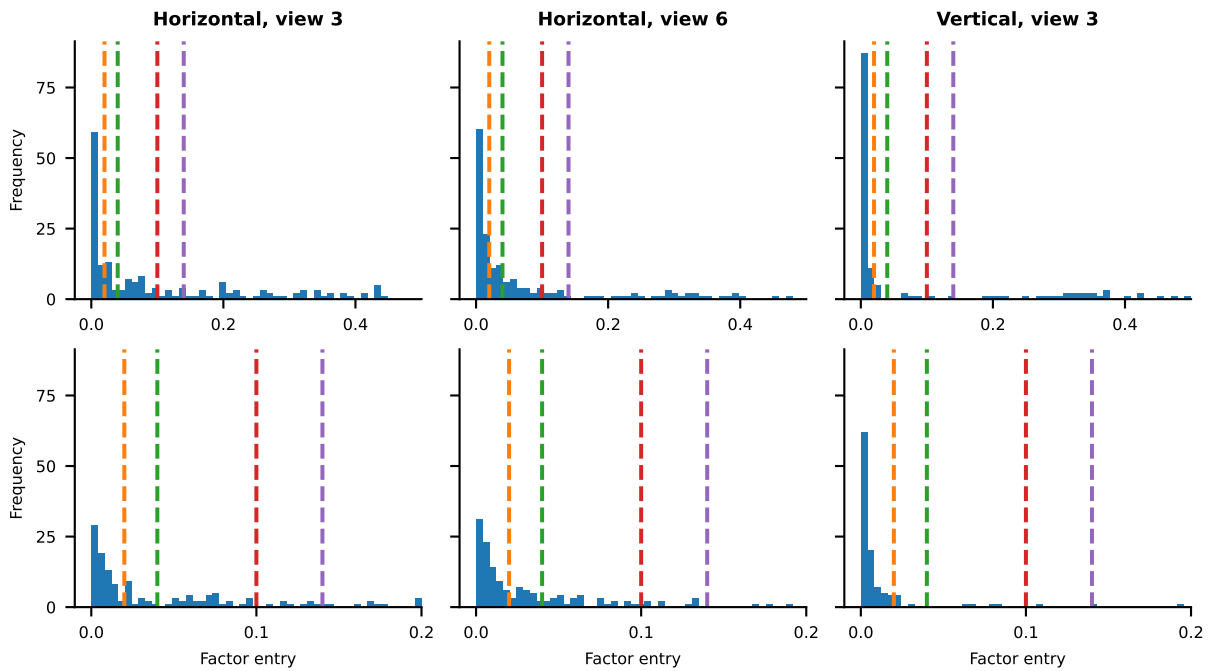 Horizontal, view 3
Horizontal, view 6
Vertical, view 3
Frequency
75
50
25
0
0.0 0.2 0.4
0.0 0.2 0.4
0.0 0.2 0.4
Frequency
75
50
25
0
0.0 0.1 0.2
0.0 0.1 0.2
0.0 0.1 0.2
Factor entry
Factor entry
Factor entry